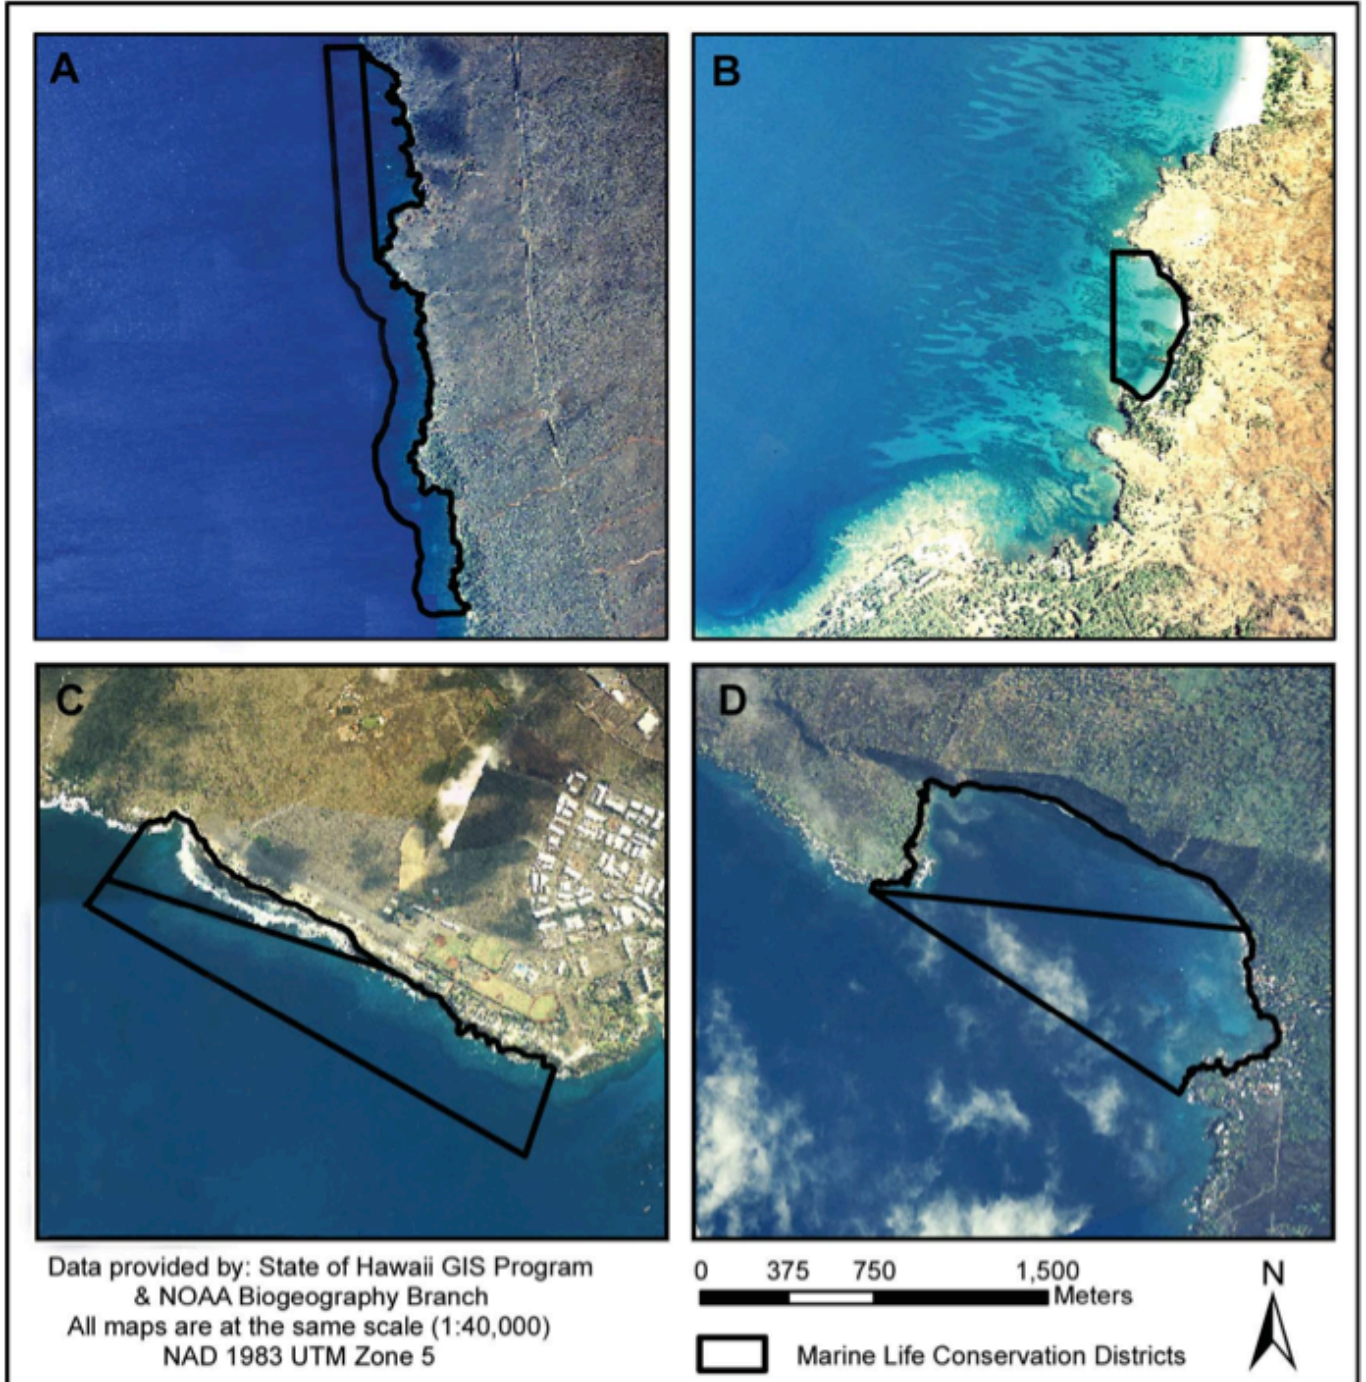 A
B
C
D
Data provided by: State of Hawaii GIS Program
& NOAA Biogeography Branch
All maps are at the same scale (1:40,000)
NAD 1983 UTM Zone 5
0 375 750 1,500
Meters
Marine Life Conservation Districts
N